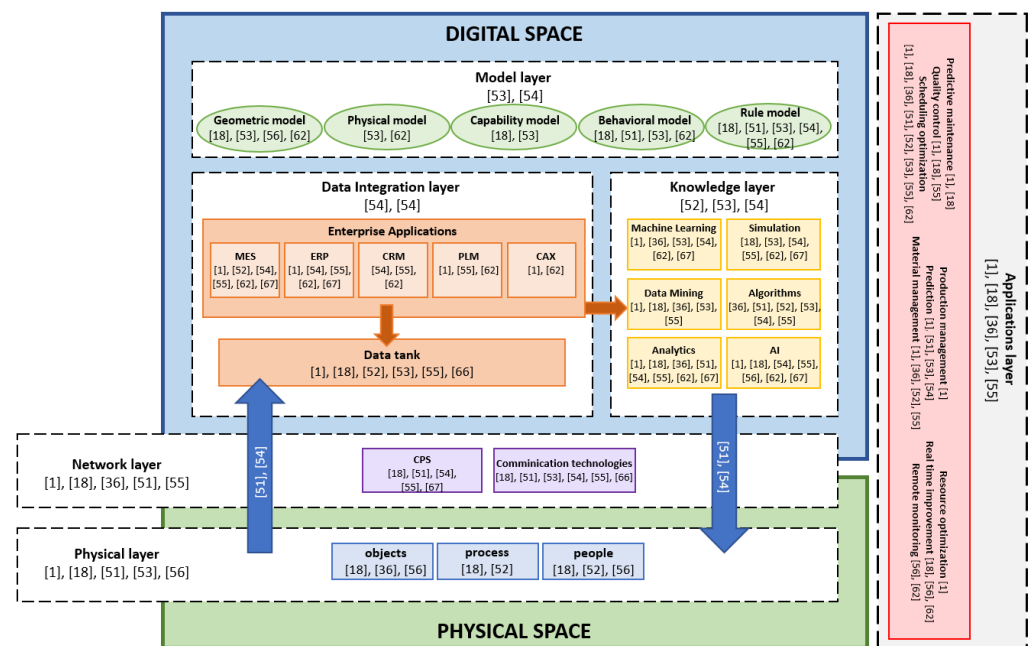 DIGITAL SPACE
Model layer
[53], [54]
Geometric model
[18], [53], [56], [62]
Physical model
[53], [62]
Capability model
[18], [53]
Behavioral model
[18], [51], [53], [62]
Rule model
[18], [51], [53], [54],
[55], [62]
Data Integration layer
[54], [54]
Enterprise Applications
MES
[1], [52], [54],
[55], [62], [67]
ERP
[1], [54], [55],
[62], [67]
CRM
[54], [55],
[62]
PLM
[1], [55], [62]
CAX
[1], [62]
Data tank
[1], [18], [52], [53], [55], [66]
Knowledge layer
[52], [53], [54]
Machine Learning
[1], [36], [53], [54],
[62], [67]
Simulation
[18], [53], [54],
[55], [62], [67]
Data Mining
[1], [18], [36], [53],
[55]
Algorithms
[36], [51], [52], [53],
[54], [55]
Analytics
[1], [18], [36], [51],
[54], [55], [62], [67]
AI
[1], [18], [54], [55],
[56], [62], [67]
[51], [54]
[51], [54]
Network layer
[1], [18], [36], [51], [55]
CPS
[18], [51], [54],
[55], [67]
Comminication technologies
[18], [51], [53], [54], [55], [66]
Physical layer
[1], [18], [51], [53], [56]
objects
[18], [36], [56]
process
[18], [52]
people
[18], [52], [56]
PHYSICAL SPACE
Applications layer
[1], [18], [36], [53], [55]
Predictive maintenance [1], [18]
Quality control [1], [18], [55]
Scheduling optimization
[1], [18], [36], [51], [52], [53], [55], [62]
Production management [1]
Prediction [1], [51], [53], [54]
Material management [1], [36], [52], [55]
Resource optimization [1]
Real time improvement [18], [56], [62]
Remote monitoring [56], [62]